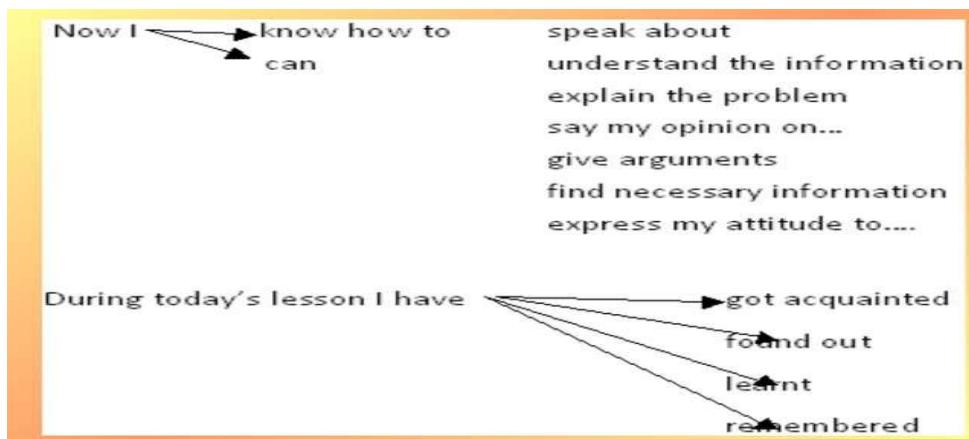 Now I know how to speak about
can understand the information
explain the problem
say my opinion on...
give arguments
find necessary information
express my attitude to....
During today's lesson I have got acquainted
found out
learnt
remembered